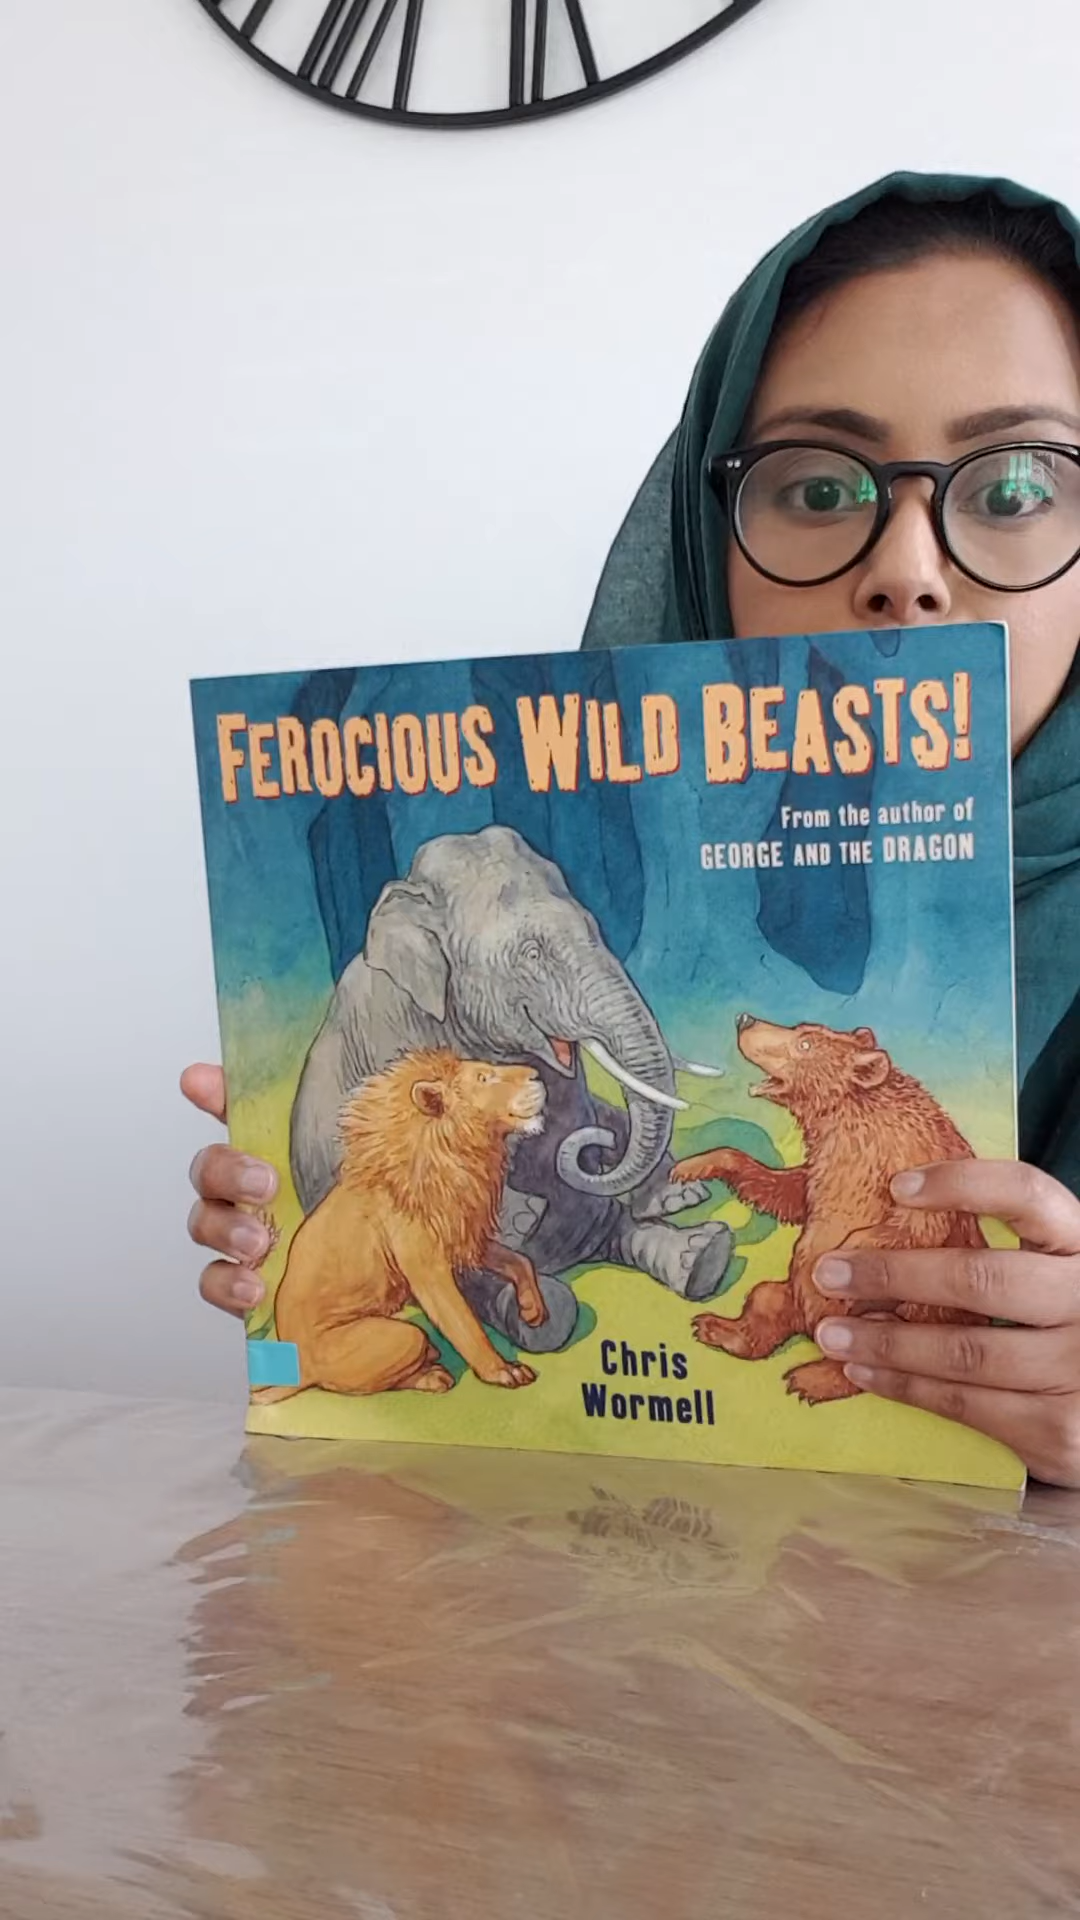 FEROCIOUS WILD BEASTS!
From the author of
GEORGE AND THE DRAGON
Chris
Wormell